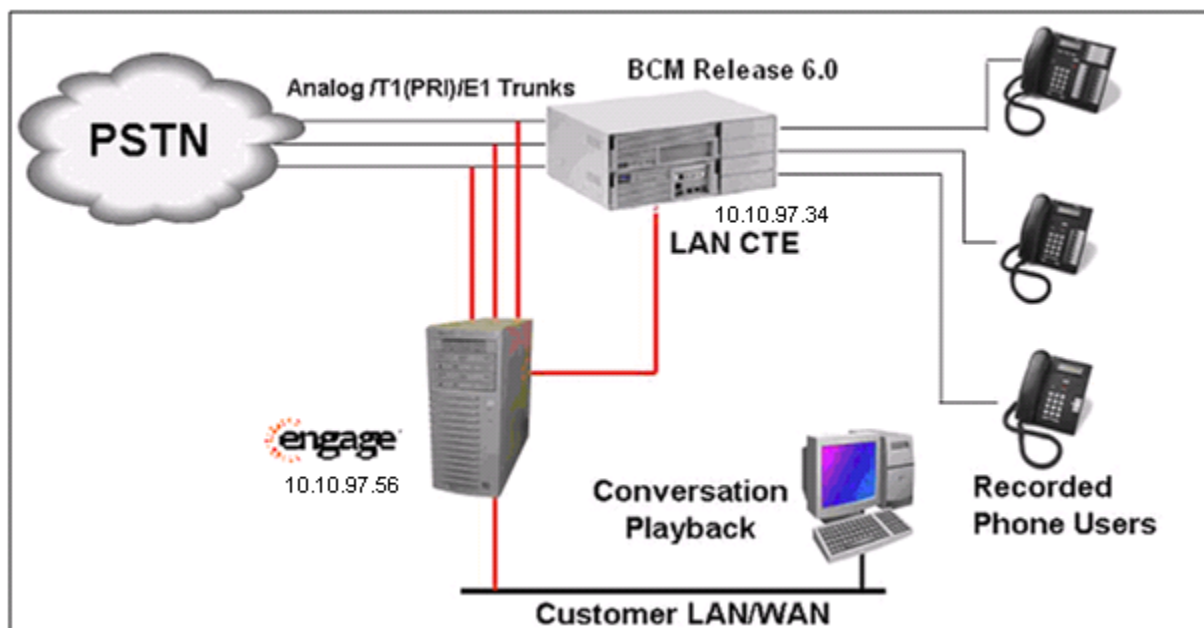 BCM Release 6.0
Analog /T1(PRI)/E1 Trunks
PSTN
10.10.97.34
LAN CTE
engage
10.10.97.56
Conversation
Playback
Recorded
Phone Users
Customer LAN/WAN